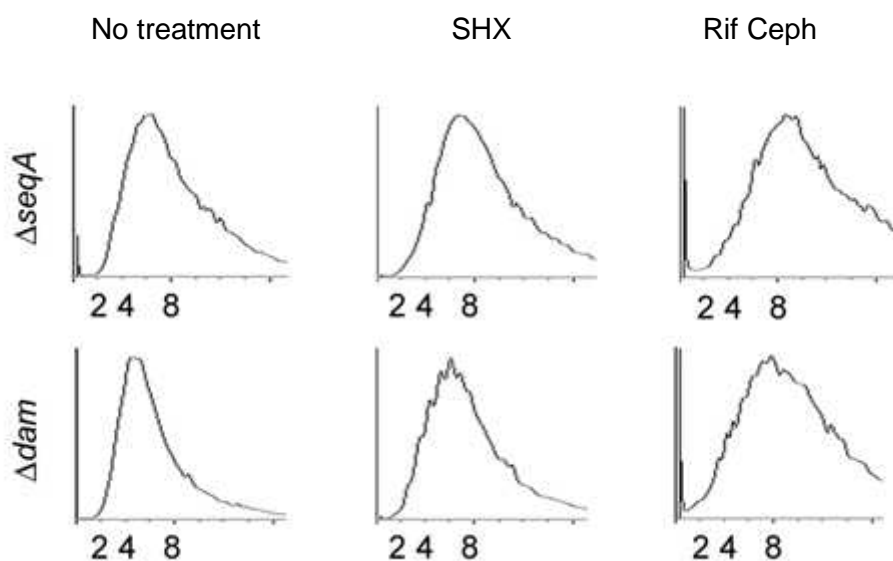 No treatment SHX Rif Ceph
ΔseqA
2 4 8 2 4 8 2 4 8
Δdam
2 4 8 2 4 8 2 4 8